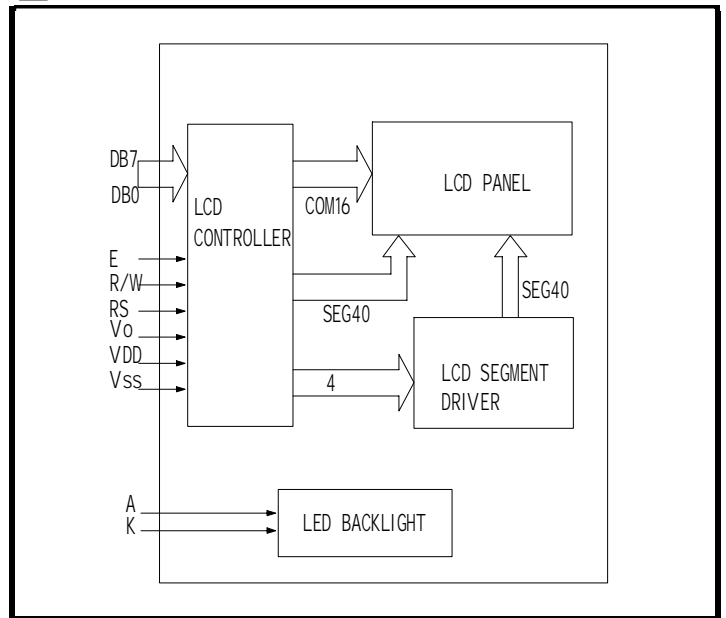 DB7
DB0
LCD
CONTROLLER
COM16
LCD PANEL
E
R/W
RS
Vo
VDD
Vss
SEG40
SEG40
4
LCD SEGMENT
DRIVER
A
K
LED BACKLIGHT